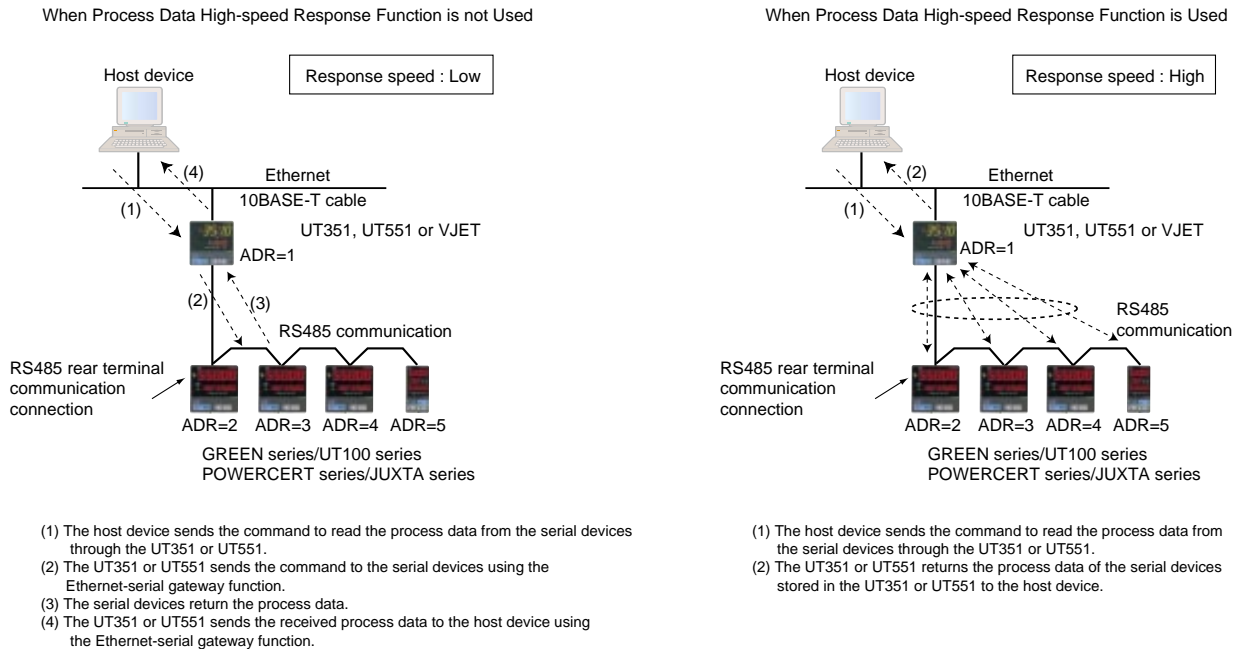 When Process Data High-speed Response Function is not Used
Host device
Response speed : Low
(4)
Ethernet
(1)
10BASE-T cable
UT351, UT551 or VJET
ADR=1
(2)
(3)
RS485 communication
RS485 rear terminal
communication
connection
ADR=2 ADR=3 ADR=4 ADR=5
GREEN series/UT100 series
POWERCERT series/JUXTA series
(1) The host device sends the command to read the process data from the serial devices
through the UT351 or UT551.
(2) The UT351 or UT551 sends the command to the serial devices using the
Ethernet-serial gateway function.
(3) The serial devices return the process data.
(4) The UT351 or UT551 sends the received process data to the host device using
the Ethernet-serial gateway function.
When Process Data High-speed Response Function is Used
Host device
Response speed : High
(2)
Ethernet
(1)
10BASE-T cable
UT351, UT551 or VJET
ADR=1
RS485
communication
RS485 rear terminal
communication
connection
ADR=2 ADR=3 ADR=4 ADR=5
GREEN series/UT100 series
POWERCERT series/JUXTA series
(1) The host device sends the command to read the process data from
the serial devices through the UT351 or UT551.
(2) The UT351 or UT551 returns the process data of the serial devices
stored in the UT351 or UT551 to the host device.